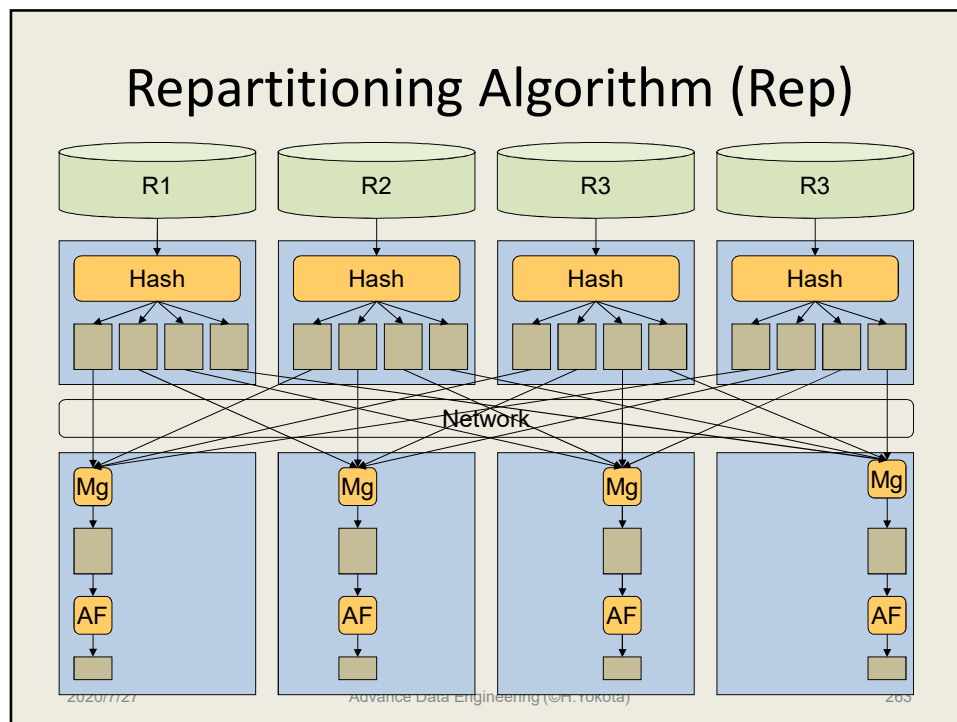 Repartitioning Algorithm (Rep)
R1 R2 R3 R3
Hash Hash Hash Hash
Network
Mg Mg Mg Mg
AF AF AF AF
2020/7/27 Advance Data Engineering (©H.Yokota) 263